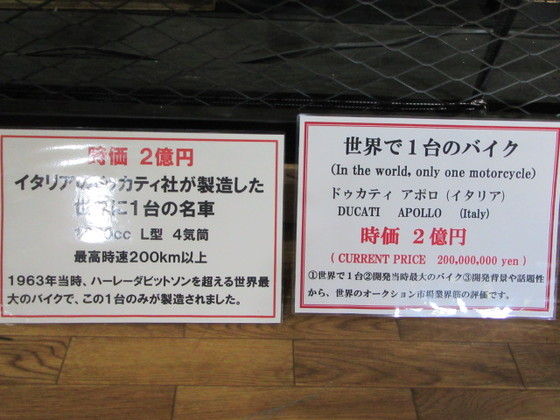 時価 2億円
イタリアのドゥカティ社が製造した
世界に1台の名車
cc L型 4気筒
最高時速200km以上
1963年当時、ハーレーダビットソンを超える世界最
大のバイクで、この1台のみが製造されました。
世界で1台のバイク
(In the world, only one motorcycle)
ドゥカティ アポロ (イタリア)
DUCATI APOLLO (Italy)
時価 2億円
( CURRENT PRICE 200,000,000 yen )
①世界で1台②開発当時最大のバイク③開発背景や話題性
から、世界のオークション市場業界筋の評価です。